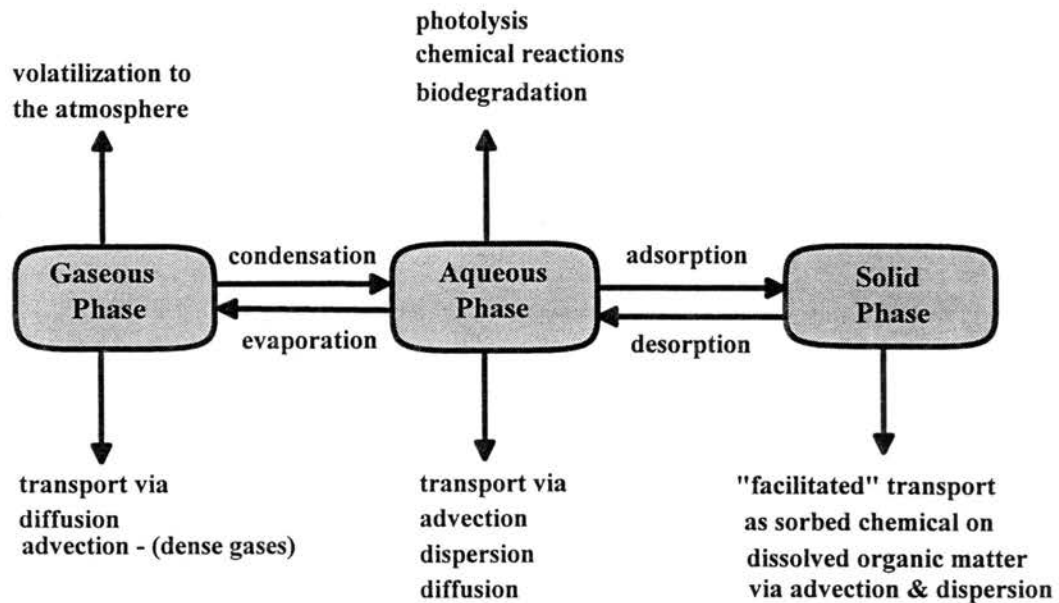 photolysis
chemical reactions
biodegradation
volatilization to
the atmosphere
Gaseous
Phase
condensation
evaporation
Aqueous
Phase
adsorption
desorption
Solid
Phase
transport via
diffusion
advection - (dense gases)
transport via
advection
dispersion
diffusion
"facilitated" transport
as sorbed chemical on
dissolved organic matter
via advection & dispersion